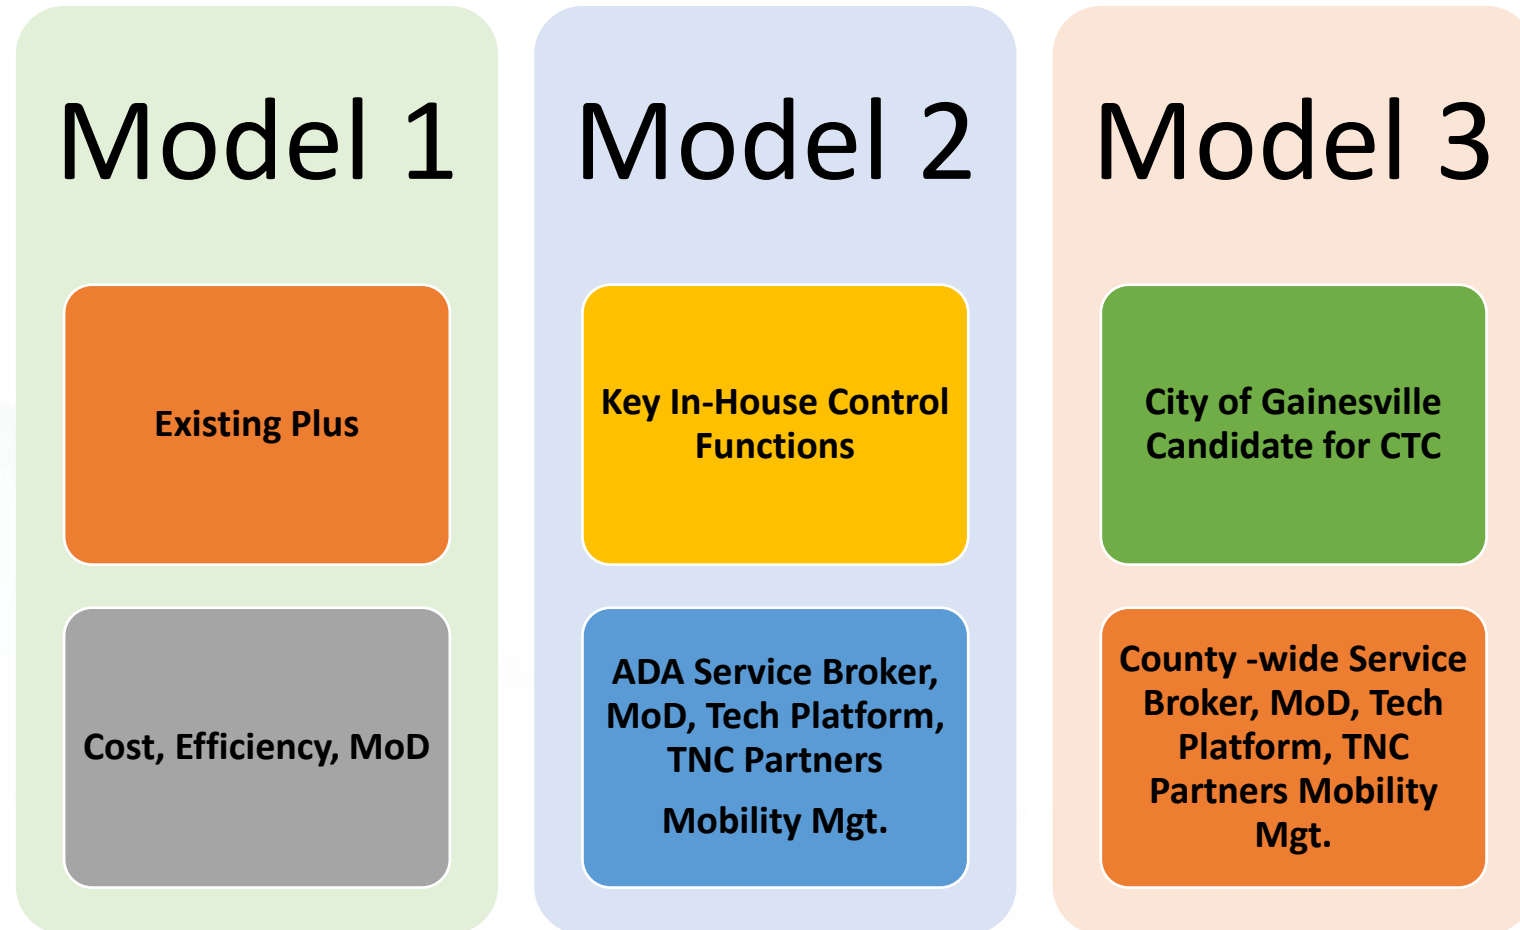 Model 1
Existing Plus
Cost, Efficiency, MoD
Model 2
Key In-House Control
Functions
ADA Service Broker,
MoD, Tech Platform,
TNC Partners
Mobility Mgt.
Model 3
City of Gainesville
Candidate for CTC
County -wide Service
Broker, MoD, Tech
Platform, TNC
Partners Mobility
Mgt.